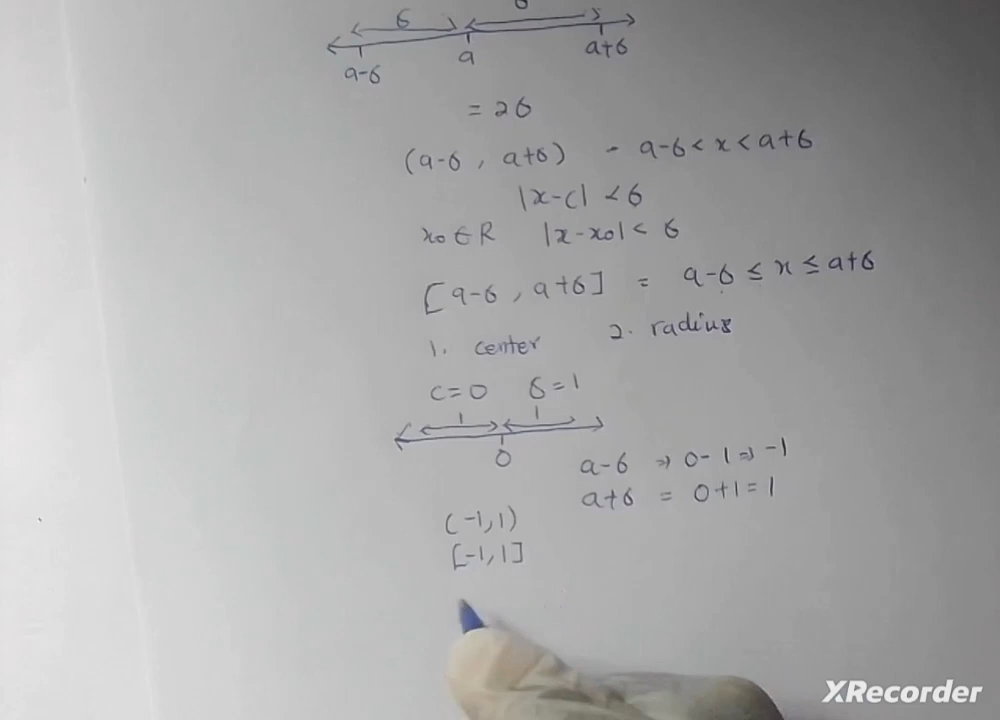 δ δ
a-δ a a+δ
= 2δ
(a-δ , a+δ) - a-δ < x < a+δ
|x-c| < δ
x₀ ∈ R |x-x₀| < δ
[a-δ , a+δ] = a-δ ≤ x ≤ a+δ
1. center 2. radius
c=0 δ=1
1 1
0
a-δ ⇒ 0-1 ⇒ -1
a+δ = 0+1 = 1
(-1,1)
[-1,1]
XRecorder